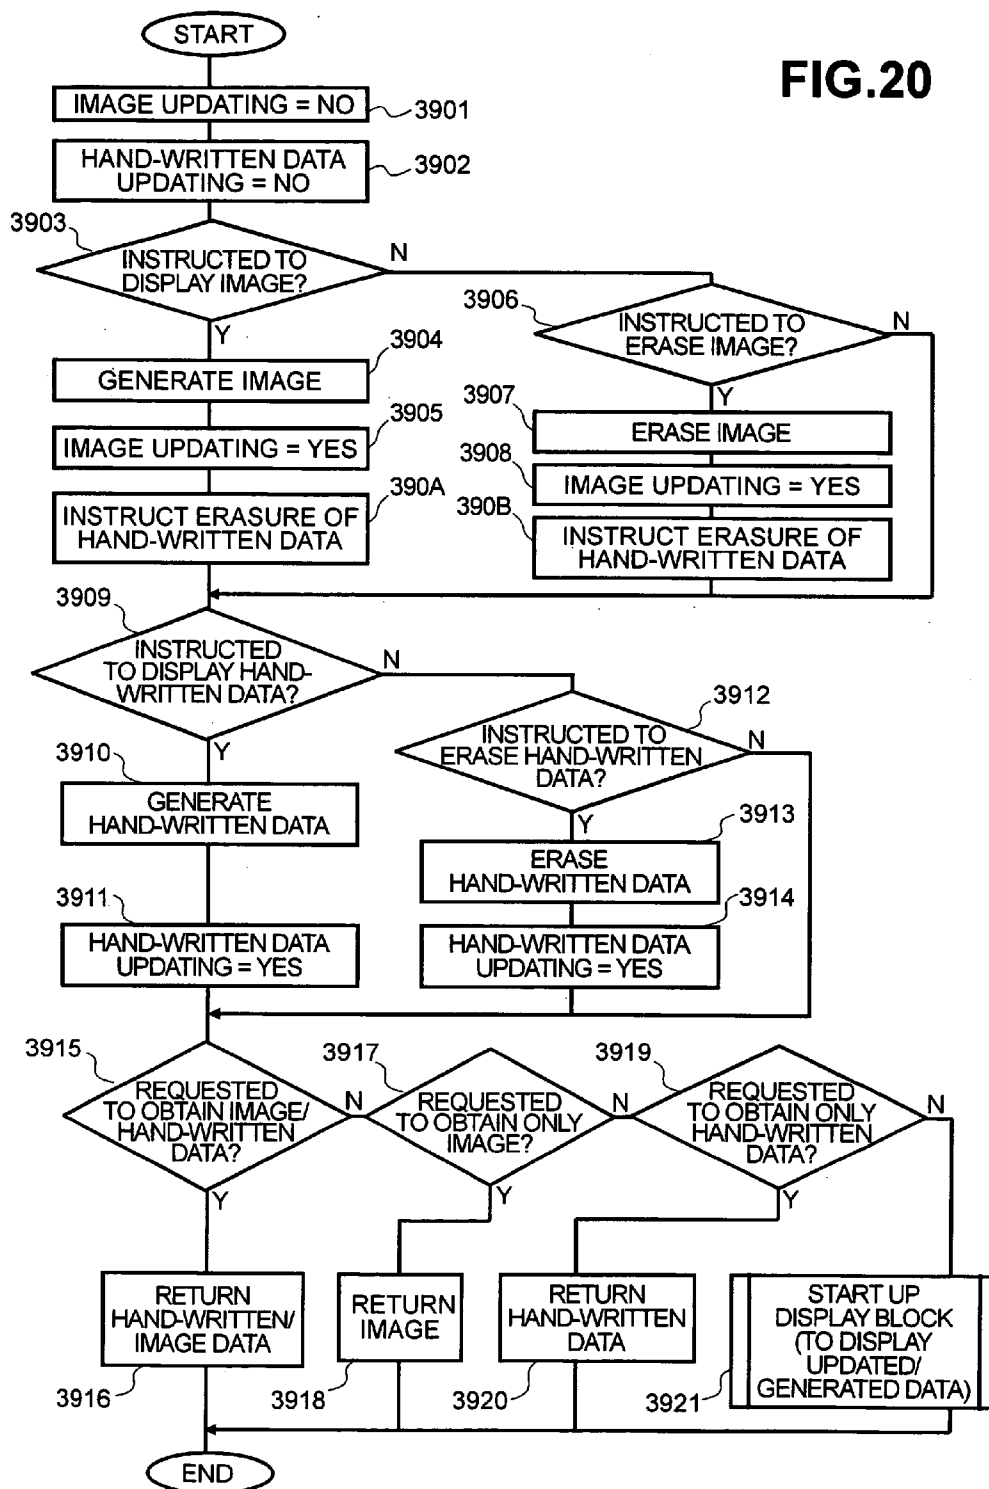 START
FIG.20
IMAGE UPDATING = NO
3901
HAND-WRITTEN DATA
UPDATING = NO
3902
3903
INSTRUCTED TO
DISPLAY IMAGE?
N
Y
3906
INSTRUCTED TO
ERASE IMAGE?
N
Y
3904
GENERATE IMAGE
3905
IMAGE UPDATING = YES
390A
INSTRUCT ERASURE OF
HAND-WRITTEN DATA
3907
ERASE IMAGE
3908
IMAGE UPDATING = YES
390B
INSTRUCT ERASURE OF
HAND-WRITTEN DATA
3909
INSTRUCTED
TO DISPLAY HAND-
WRITTEN DATA?
N
Y
3912
INSTRUCTED TO
ERASE HAND-WRITTEN
DATA?
N
Y
3910
GENERATE
HAND-WRITTEN DATA
3911
HAND-WRITTEN DATA
UPDATING = YES
3913
ERASE
HAND-WRITTEN DATA
3914
HAND-WRITTEN DATA
UPDATING = YES
3915
REQUESTED
TO OBTAIN IMAGE/
HAND-WRITTEN
DATA?
N
Y
3917
REQUESTED
TO OBTAIN ONLY
IMAGE?
N
Y
3919
REQUESTED
TO OBTAIN ONLY
HAND-WRITTEN
DATA?
N
Y
RETURN
HAND-WRITTEN/
IMAGE DATA
3916
RETURN
IMAGE
3918
RETURN
HAND-WRITTEN
DATA
3920
START UP
DISPLAY BLOCK
(TO DISPLAY
UPDATED/
GENERATED DATA)
3921
END